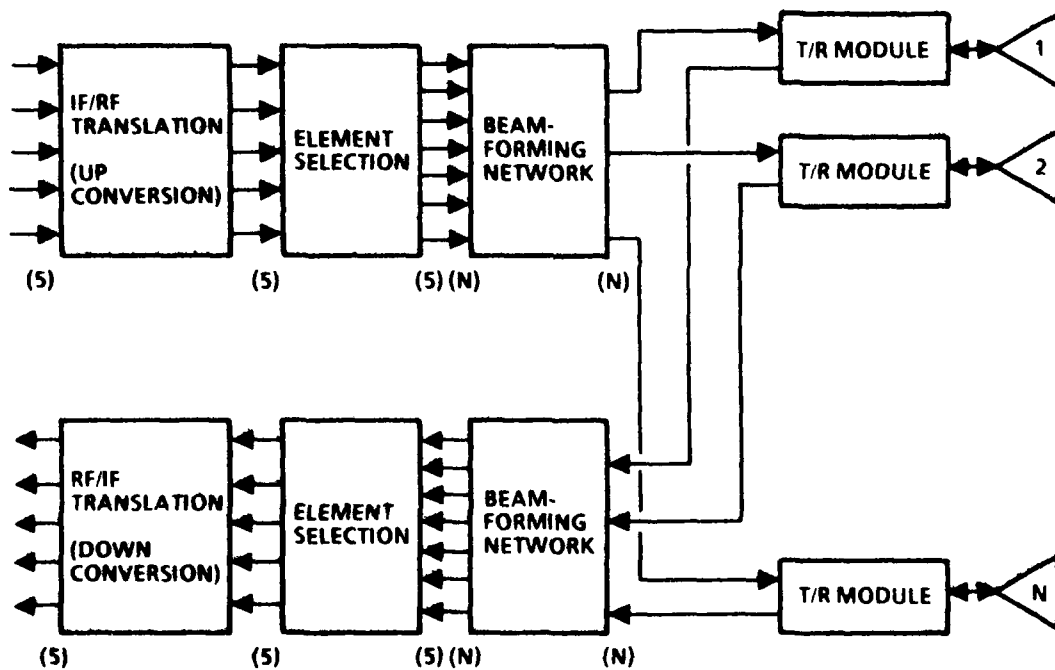 IF/RF
TRANSLATION
(UP
CONVERSION)
ELEMENT
SELECTION
BEAM-
FORMING
NETWORK
T/R MODULE
1
T/R MODULE
2
(5)
(5)
(5) (N)
(N)
RF/IF
TRANSLATION
(DOWN
CONVERSION)
ELEMENT
SELECTION
BEAM-
FORMING
NETWORK
T/R MODULE
N
(5)
(5)
(5) (N)
(N)